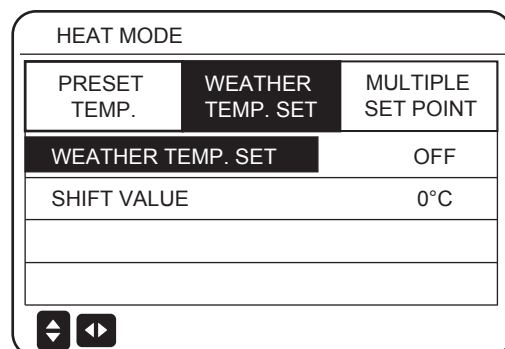 HEAT MODE
PRESET TEMP.
WEATHER TEMP. SET
MULTIPLE SET POINT
WEATHER TEMP. SET OFF
SHIFT VALUE 0°C